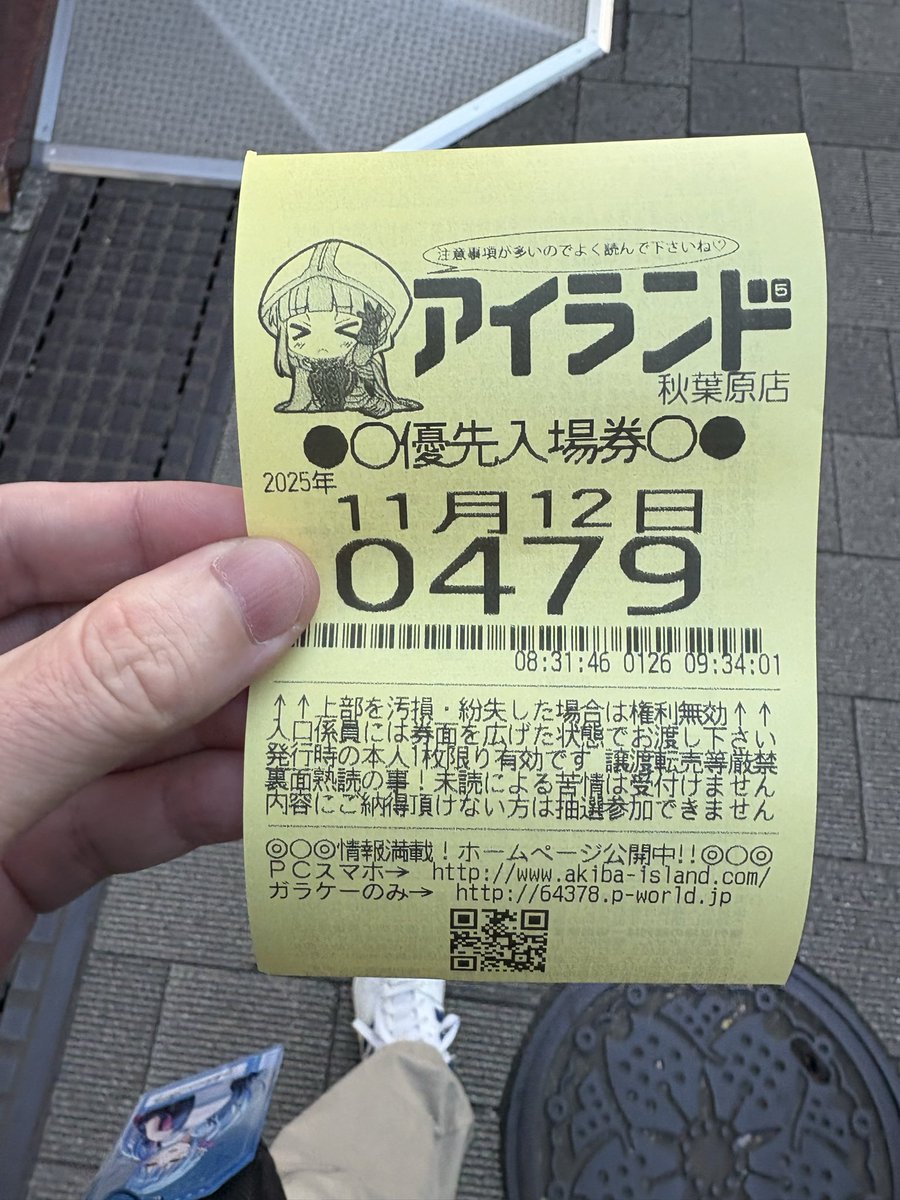 注意事項が多いのでよく読んで下さいね♡
アイランド5
秋葉原店
●○優先入場券○●
2025年
11月12日
0479
08:31:46 0126 09:34:01
↑↑上部を汚損・紛失した場合は権利無効↑↑
入口係員には券面を広げた状態でお渡し下さい
発行時の本人1枚限り有効です 譲渡転売等厳禁
裏面熟読の事!未読による苦情は受付けません
内容にご納得頂けない方は抽選参加できません
◎○◎情報満載!ホームページ公開中!!◎○◎
PCスマホ→ http://www.akiba-island.com/
ガラケーのみ→ http://64378.p-world.jp